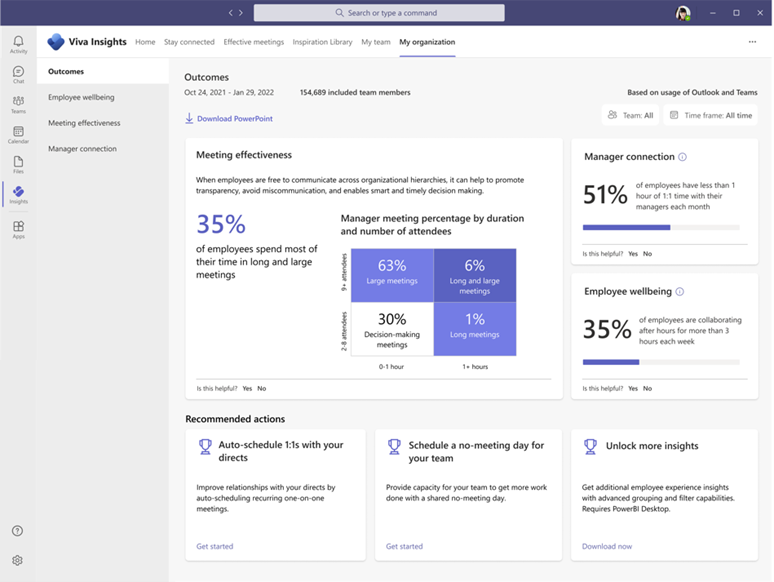 Search or type a command
Activity
Chat
Teams
Calendar
Files
Insights
Apps
Viva Insights
Home
Stay connected
Effective meetings
Inspiration Library
My team
My organization
Outcomes
Employee wellbeing
Meeting effectiveness
Manager connection
Outcomes
Oct 24, 2021 - Jan 29, 2022
154,689 included team members
Based on usage of Outlook and Teams
Download PowerPoint
Team: All
Time frame: All time
Meeting effectiveness
When employees are free to communicate across organizational hierarchies, it can help to promote
transparency, avoid miscommunication, and enables smart and timely decision making.
35%
of employees spend most of
their time in long and large
meetings
Manager meeting percentage by duration
and number of attendees
9+ attendees
63%
Large meetings
6%
Long and large
meetings
2-8 attendees
30%
Decision-making
meetings
1%
Long meetings
0-1 hour
1+ hours
Is this helpful? Yes No
Manager connection
51%
of employees have less than 1
hour of 1:1 time with their
managers each month
Is this helpful? Yes No
Employee wellbeing
35%
of employees are collaborating
after hours for more than 3
hours each week
Is this helpful? Yes No
Recommended actions
Auto-schedule 1:1s with your
directs
Improve relationships with your directs by
auto-scheduling recurring one-on-one
meetings.
Get started
Schedule a no-meeting day for
your team
Provide capacity for your team to get more work
done with a shared no-meeting day.
Get started
Unlock more insights
Get additional employee experience insights
with advanced grouping and filter capabilities.
Requires PowerBI Desktop.
Download now